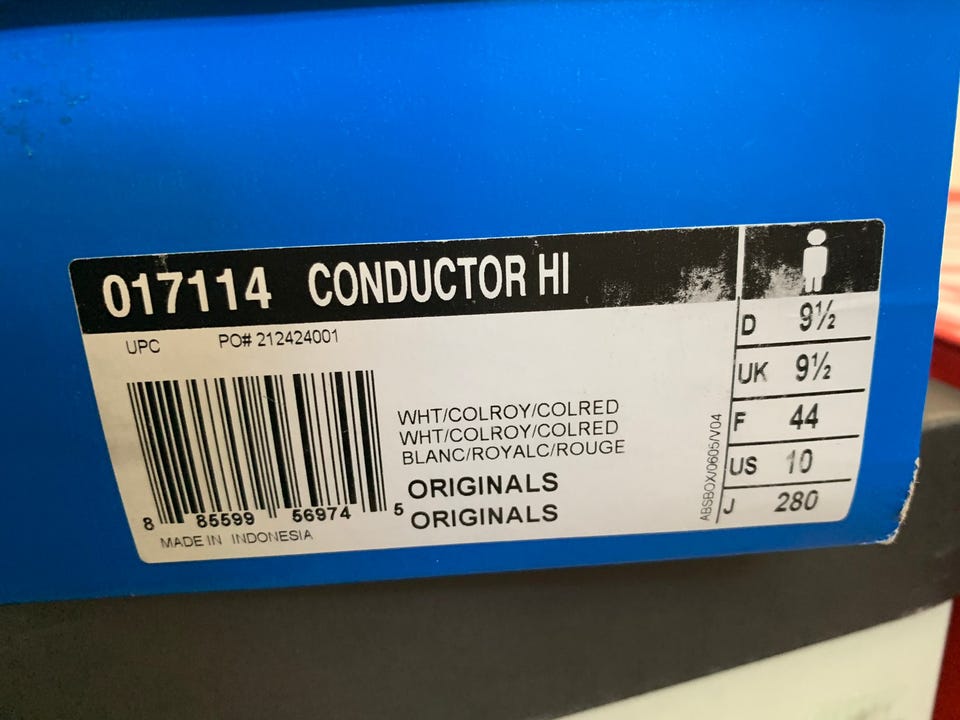 017114 CONDUCTOR HI
UPC PO# 212424001
WHT/COLROY/COLRED
WHT/COLROY/COLRED
BLANC/ROYALC/ROUGE
ORIGINALS
ORIGINALS
8 85599 56974 5
MADE IN INDONESIA
ABSBOX/0605/V04
D 9½
UK 9½
F 44
US 10
J 280